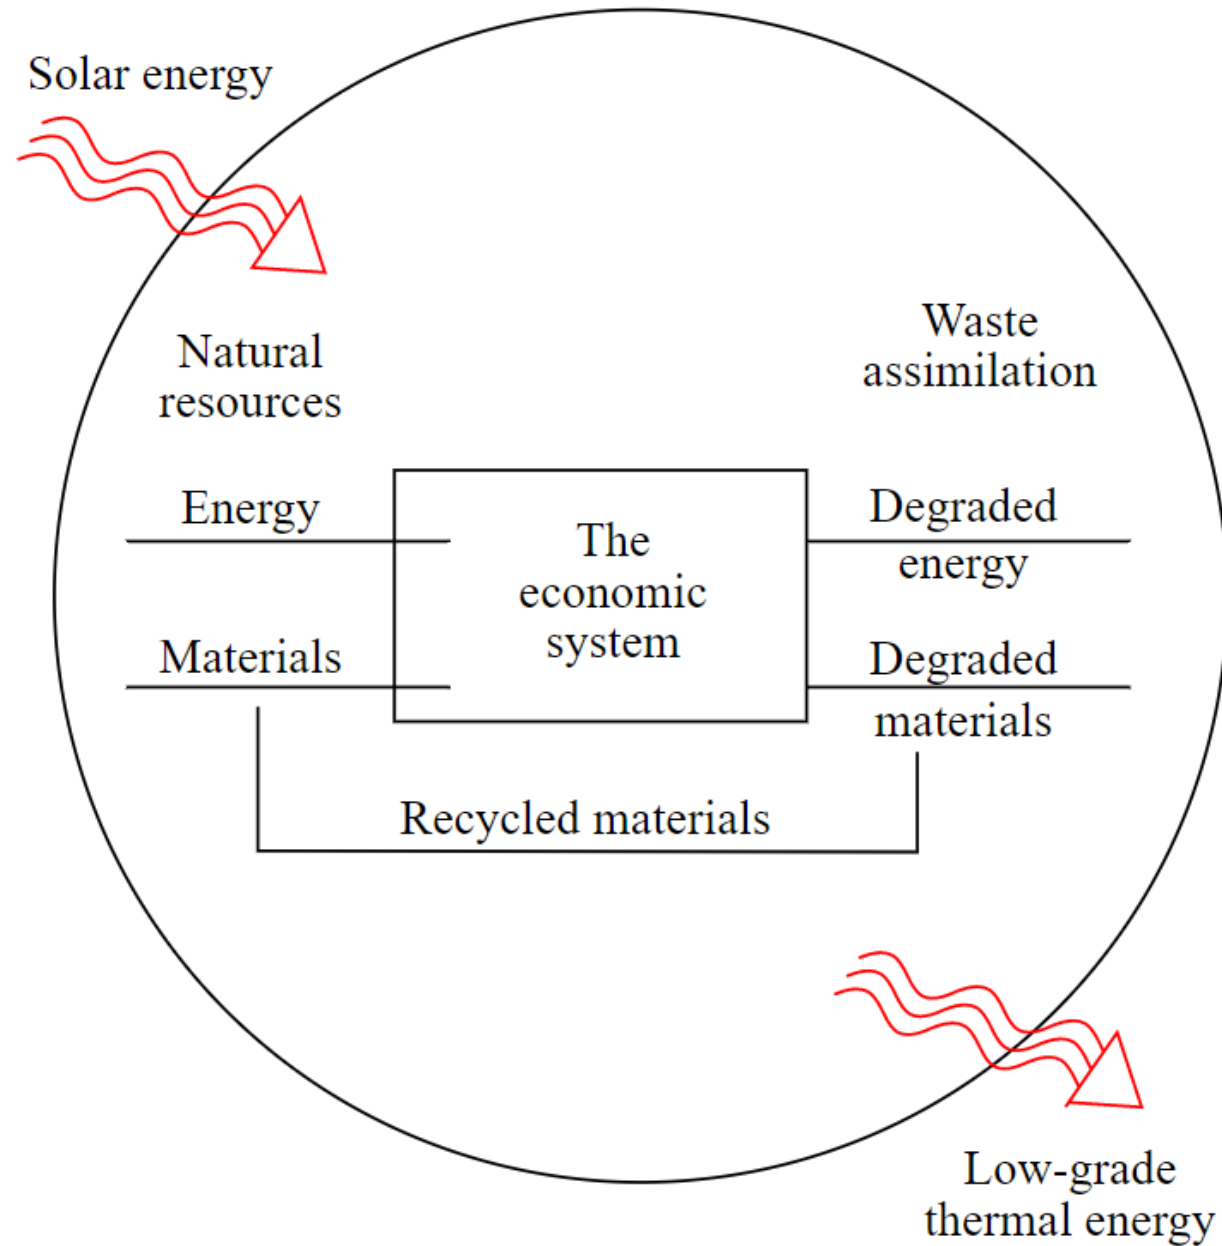 Solar energy
Natural
resources
Waste
assimilation
Energy
The
economic
system
Degraded
energy
Materials
Degraded
materials
Recycled materials
Low-grade
thermal energy